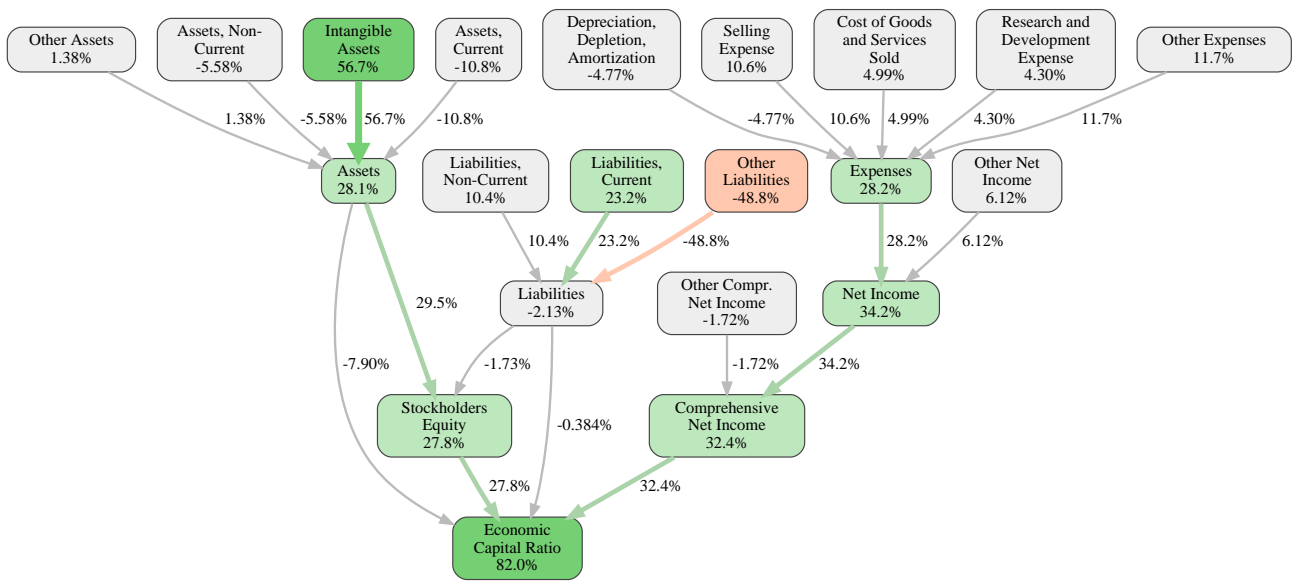 Other Assets
1.38%
Assets, Non-
Current
-5.58%
Intangible
Assets
56.7%
Assets,
Current
-10.8%
Depreciation,
Depletion,
Amortization
-4.77%
Selling
Expense
10.6%
Cost of Goods
and Services
Sold
4.99%
Research and
Development
Expense
4.30%
Other Expenses
11.7%
1.38%
-5.58%
56.7%
-10.8%
-4.77%
10.6%
4.99%
4.30%
11.7%
Assets
28.1%
Liabilities,
Non-Current
10.4%
Liabilities,
Current
23.2%
Other
Liabilities
-48.8%
Expenses
28.2%
Other Net
Income
6.12%
10.4%
23.2%
-48.8%
28.2%
6.12%
29.5%
Liabilities
-2.13%
Other Compr.
Net Income
-1.72%
Net Income
34.2%
-7.90%
-1.73%
-1.72%
34.2%
Stockholders
Equity
27.8%
-0.384%
Comprehensive
Net Income
32.4%
27.8%
32.4%
Economic
Capital Ratio
82.0%